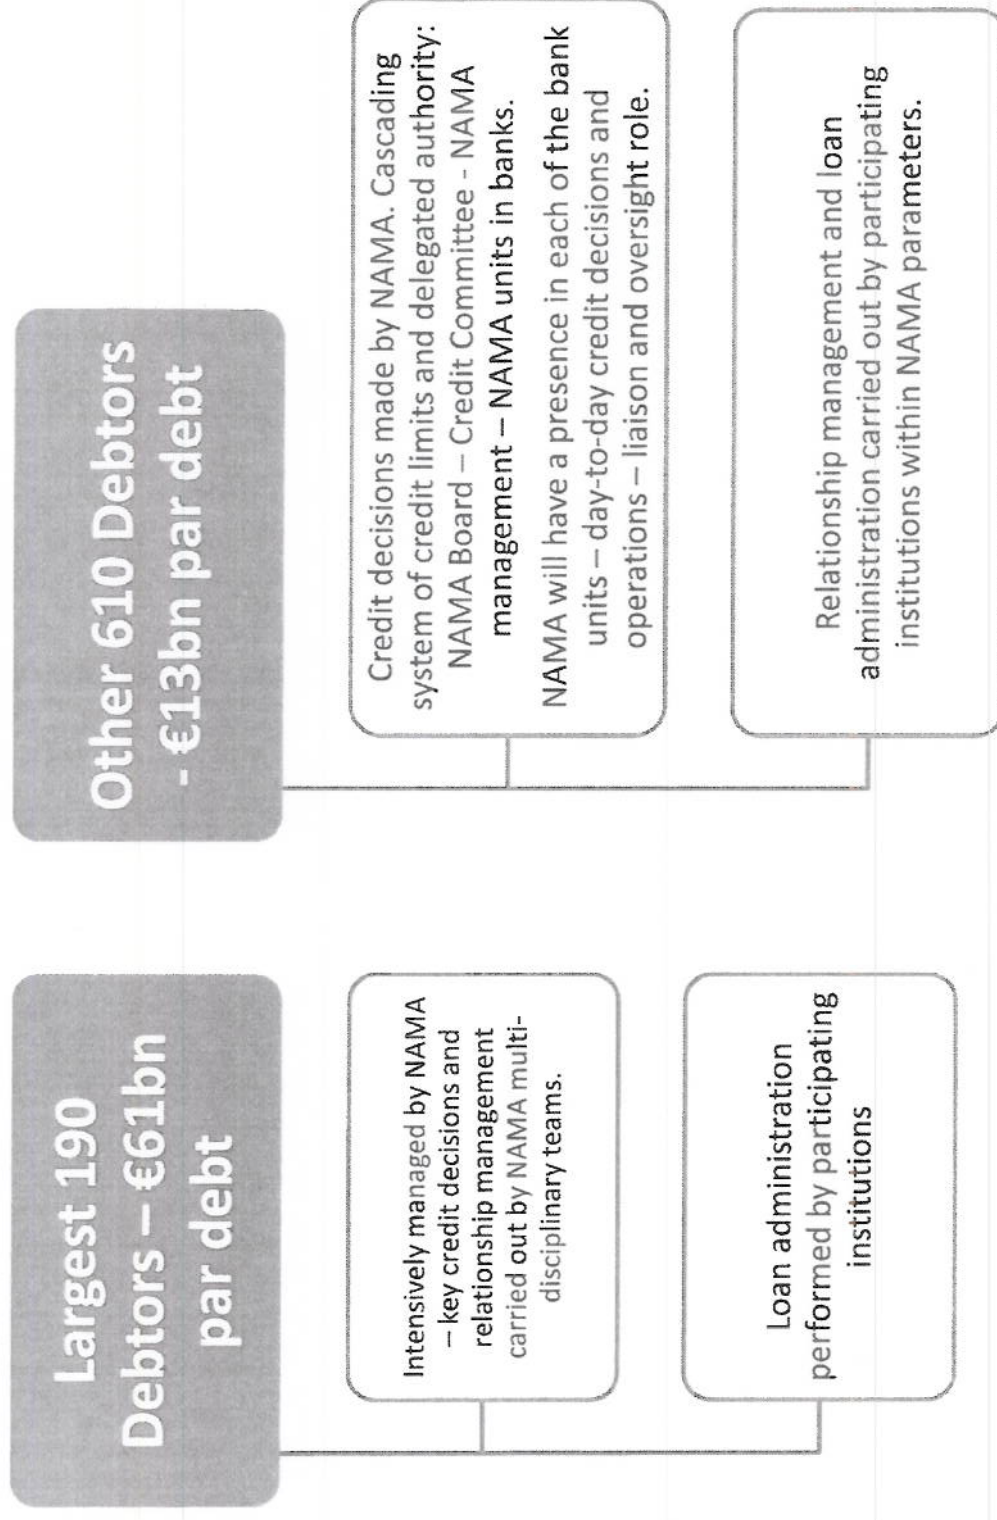 Largest 190
Debtors – €61bn
par debt
Intensively managed by NAMA
– key credit decisions and
relationship management
carried out by NAMA multi-
disciplinary teams.
Loan administration
performed by participating
institutions
Other 610 Debtors
- €13bn par debt
Credit decisions made by NAMA. Cascading
system of credit limits and delegated authority:
NAMA Board – Credit Committee - NAMA
management – NAMA units in banks.
NAMA will have a presence in each of the bank
units – day-to-day credit decisions and
operations – liaison and oversight role.
Relationship management and loan
administration carried out by participating
institutions within NAMA parameters.